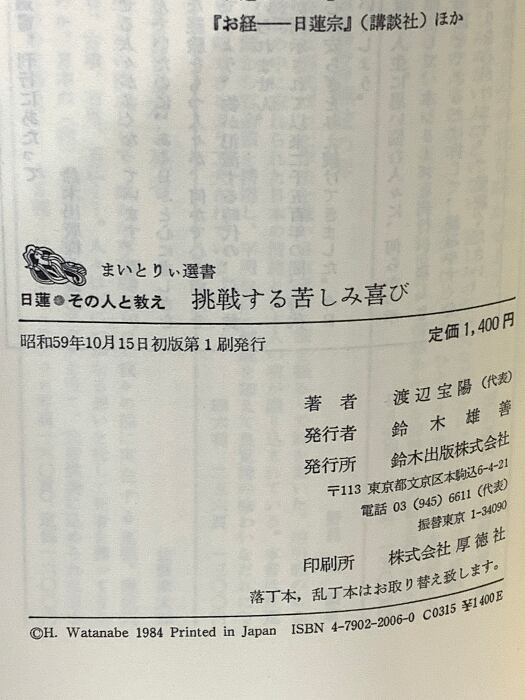 『お経——日蓮宗』（講談社）ほか
まいとりぃ選書
日蓮●その人と教え 挑戦する苦しみ喜び
定価1,400円
昭和59年10月15日初版第1刷発行
著者 渡辺宝陽（代表）
発行者 鈴木雄善
発行所 鈴木出版株式会社
〒113 東京都文京区本駒込6-4-21
電話 03（945）6611（代表）
振替東京 1-34090
印刷所 株式会社厚徳社
落丁本，乱丁本はお取り替え致します。
©H. Watanabe 1984 Printed in Japan ISBN 4-7902-2006-0 C0315 ¥1400E